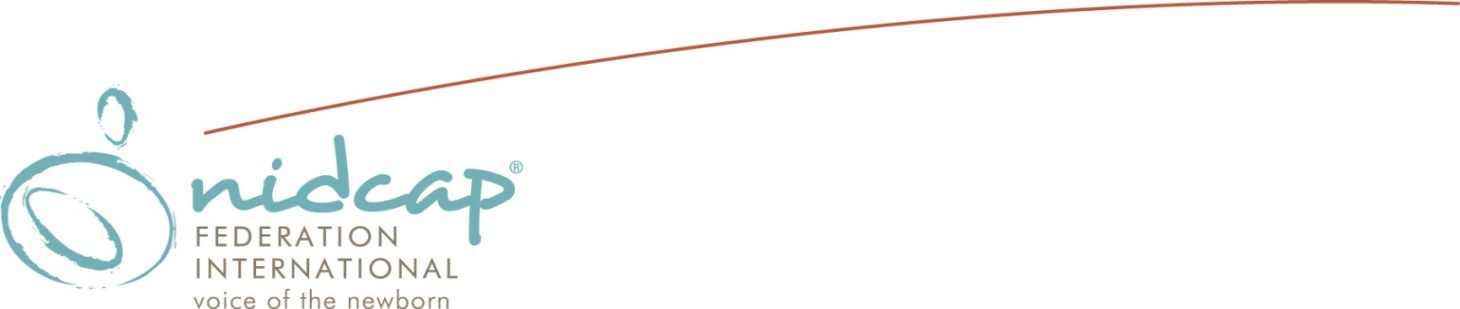 nidcap®
FEDERATION
INTERNATIONAL
voice of the newborn